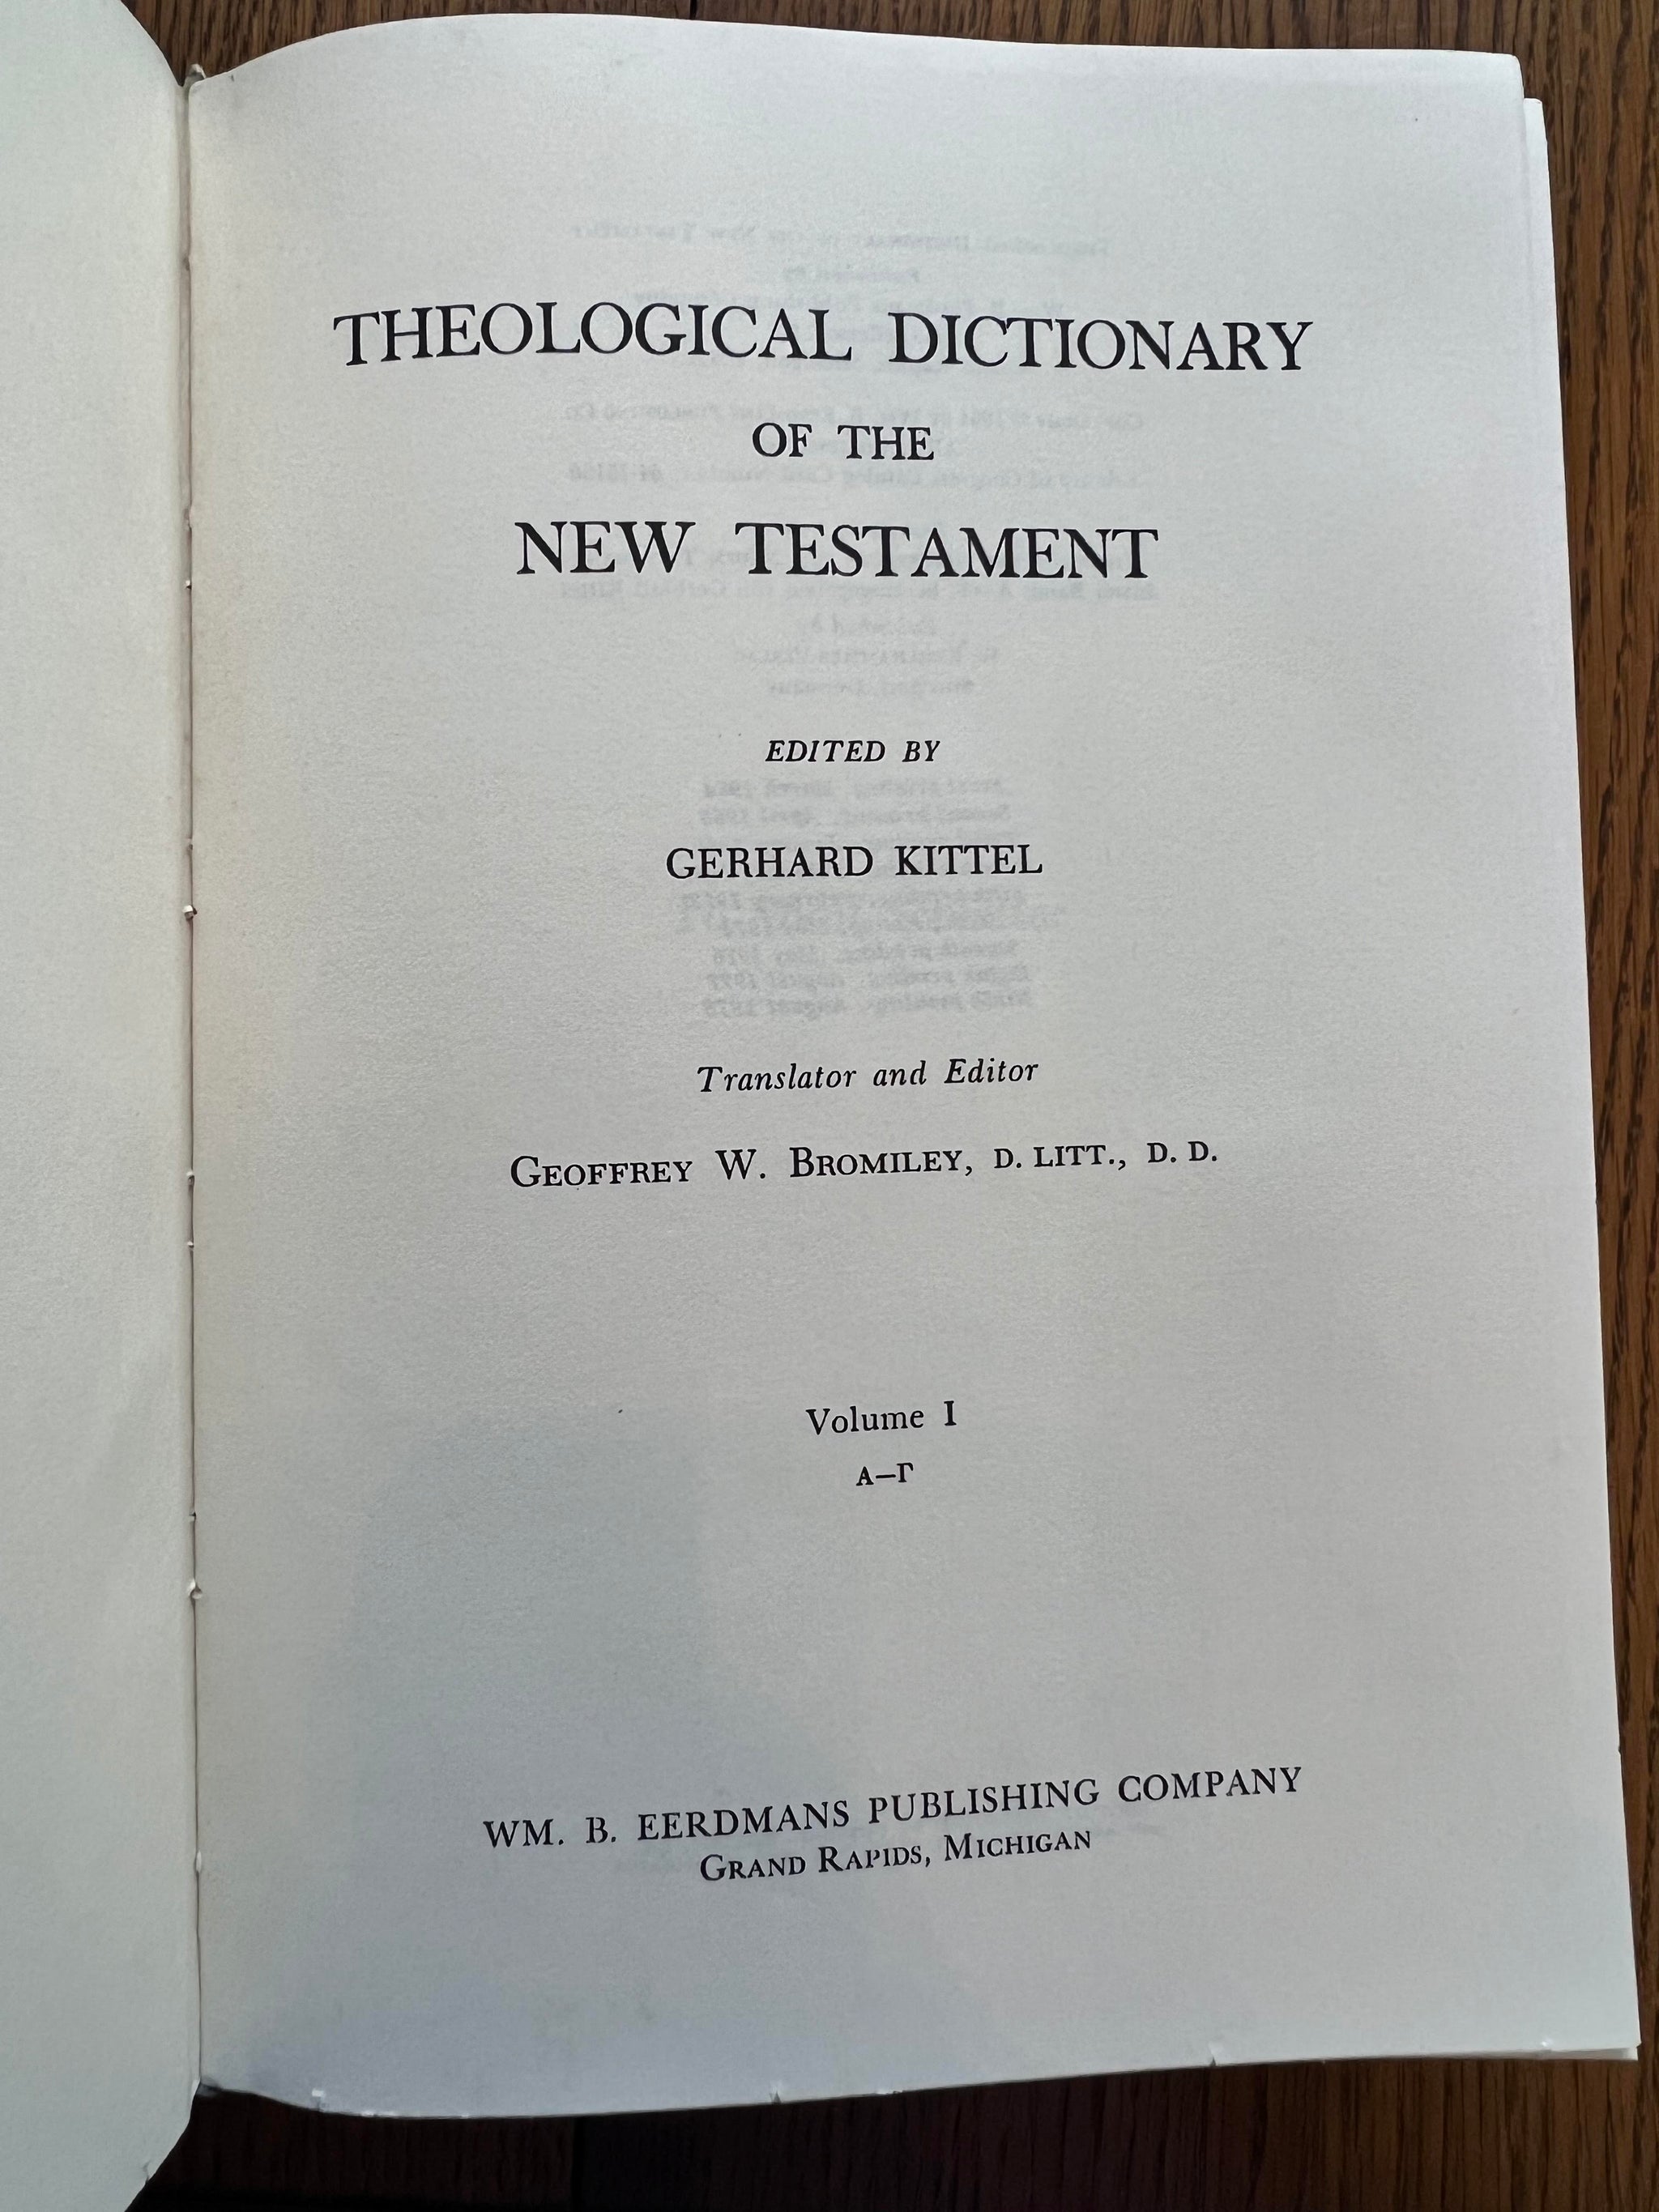 THEOLOGICAL DICTIONARY
OF THE
NEW TESTAMENT
EDITED BY
GERHARD KITTEL
Translator and Editor
GEOFFREY W. BROMILEY, D. LITT., D. D.
Volume I
Α—Γ
WM. B. EERDMANS PUBLISHING COMPANY
GRAND RAPIDS, MICHIGAN